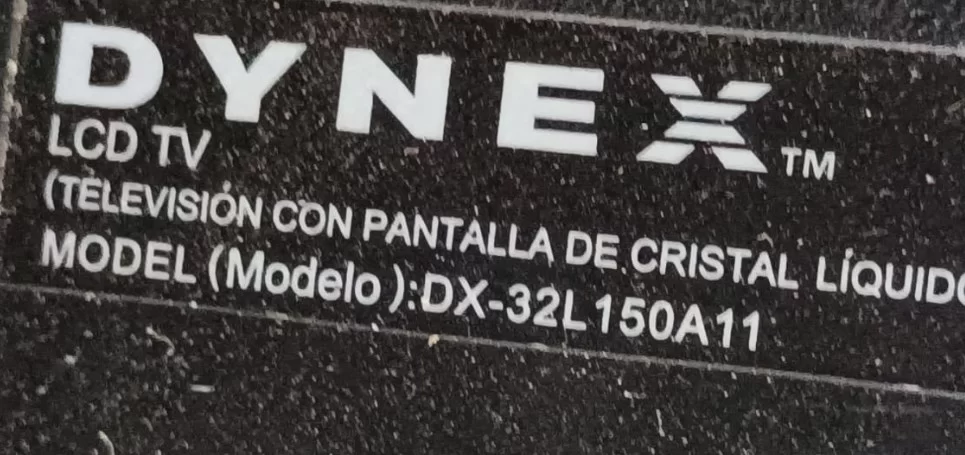 DYNEX™
LCD TV
(TELEVISIÓN CON PANTALLA DE CRISTAL LÍQUIDO
MODEL (Modelo ):DX-32L150A11